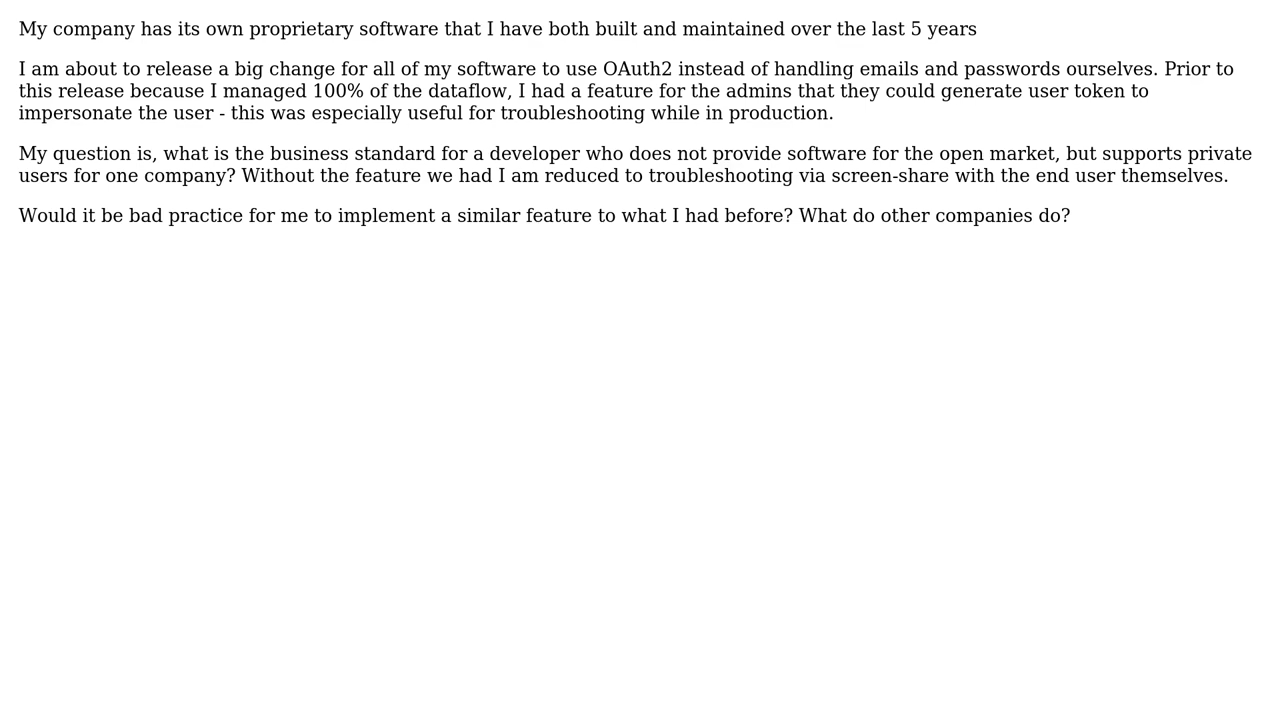 My company has its own proprietary software that I have both built and maintained over the last 5 years
I am about to release a big change for all of my software to use OAuth2 instead of handling emails and passwords ourselves. Prior to
this release because I managed 100% of the dataflow, I had a feature for the admins that they could generate user token to
impersonate the user - this was especially useful for troubleshooting while in production.
My question is, what is the business standard for a developer who does not provide software for the open market, but supports private
users for one company? Without the feature we had I am reduced to troubleshooting via screen-share with the end user themselves.
Would it be bad practice for me to implement a similar feature to what I had before? What do other companies do?